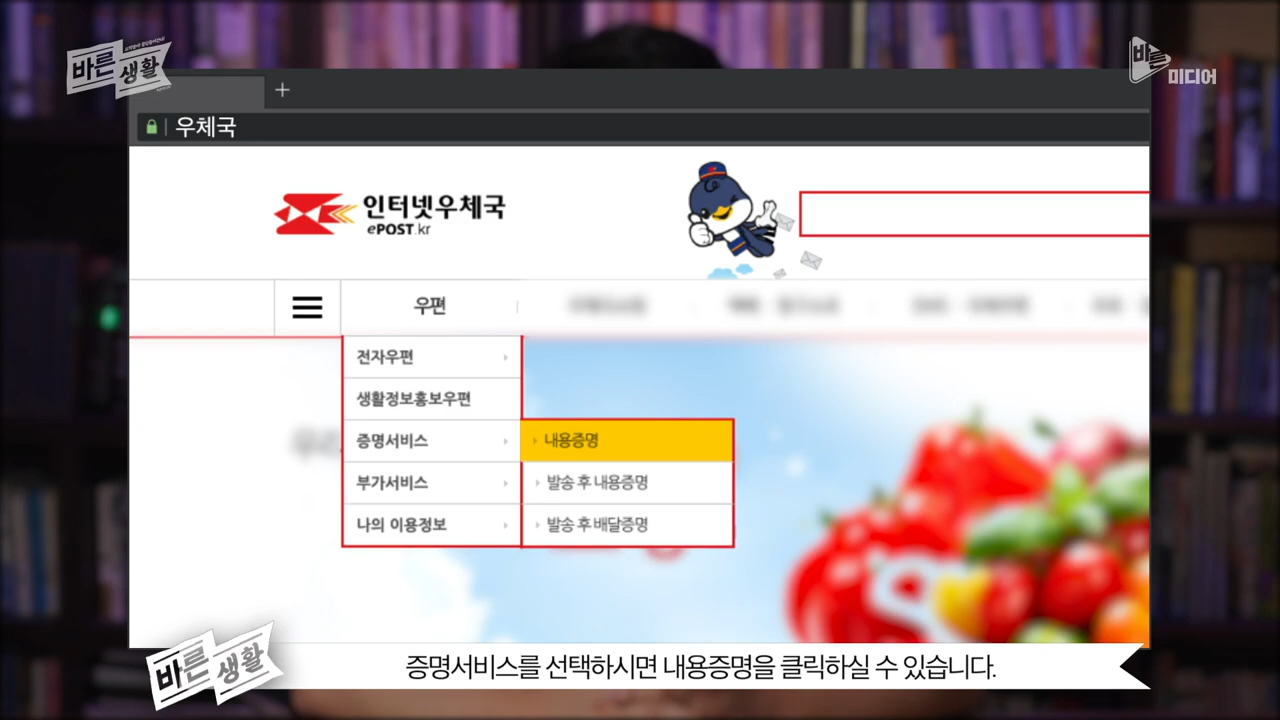 바른
생활
바른
미디어
우체국
인터넷우체국
ePOST.kr
우편
전자우편
생활정보홍보우편
증명서비스
내용증명
부가서비스
발송 후 내용증명
나의 이용정보
발송 후 배달증명
바른
생활
증명서비스를 선택하시면 내용증명을 클릭하실 수 있습니다.